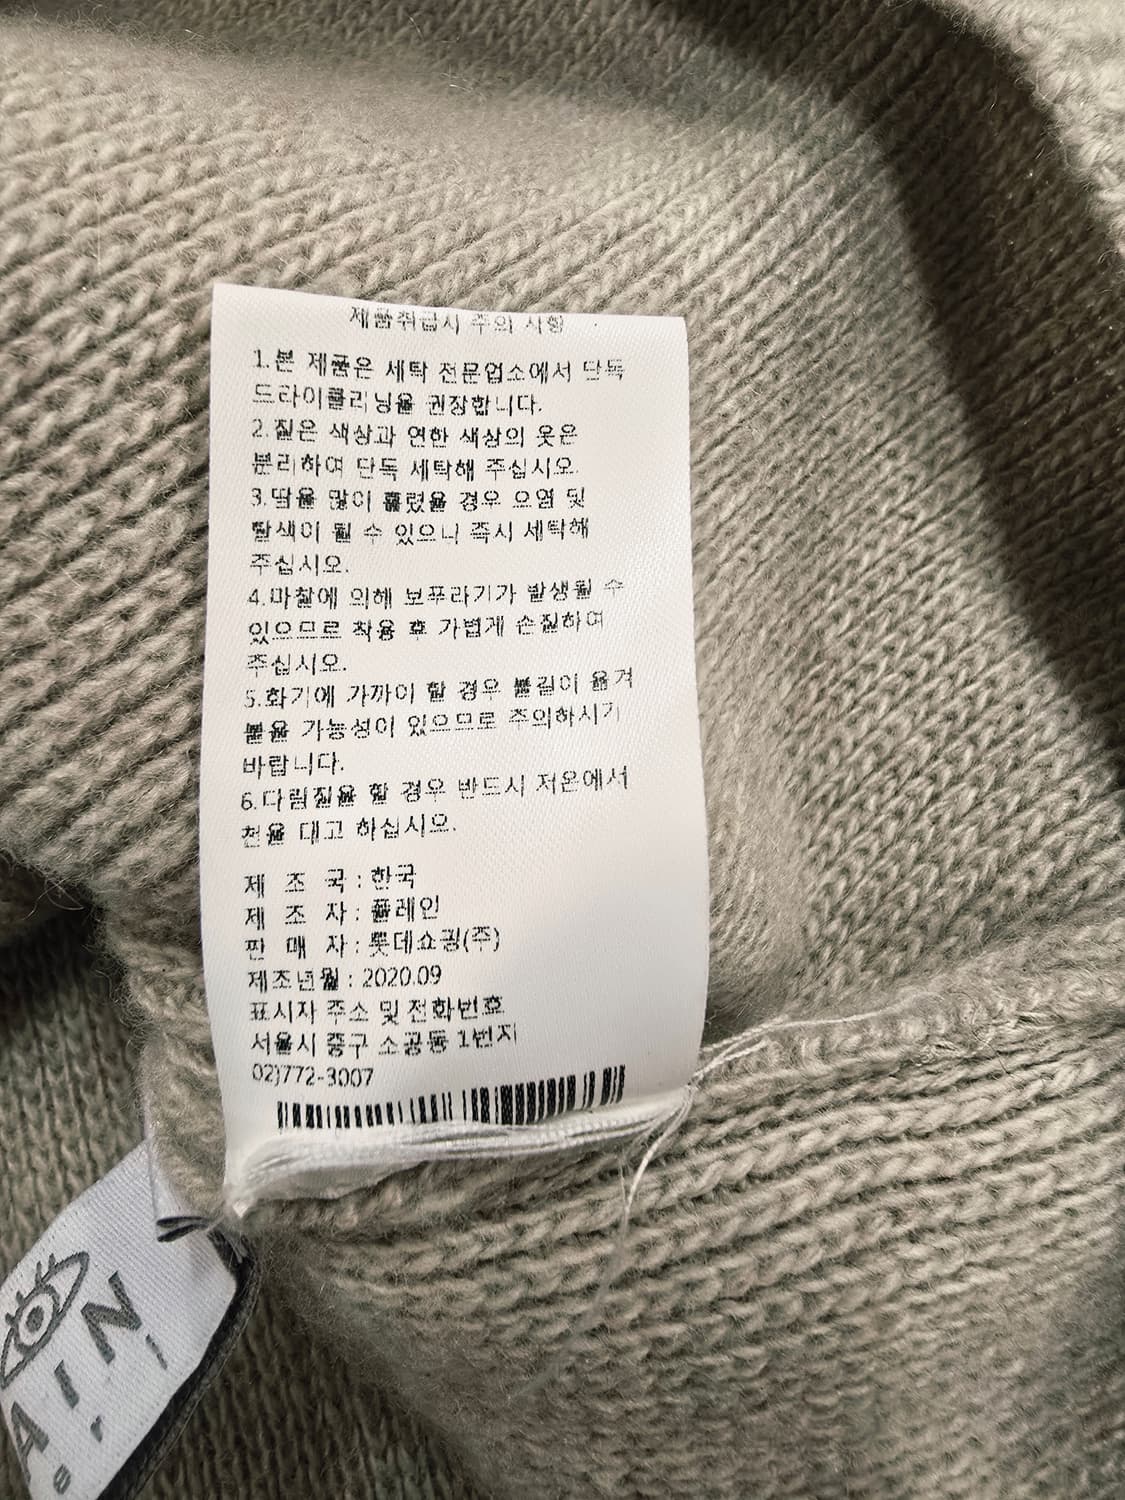 제품취급시 주의 사항
1.본 제품은 세탁 전문업소에서 단독
드라이클리닝을 권장합니다.
2.짙은 색상과 연한 색상의 옷은
분리하여 단독 세탁해 주십시오.
3.땀을 많이 흘렸을 경우 오염 및
탈색이 될 수 있으니 즉시 세탁해
주십시오.
4.마찰에 의해 보푸라기가 발생될 수
있으므로 착용 후 가볍게 손질하여
주십시오.
5.화기에 가까이 할 경우 불길이 옮겨
붙을 가능성이 있으므로 주의하시기
바랍니다.
6.다림질을 할 경우 반드시 저온에서
천을 대고 하십시오.
제 조 국 : 한국
제 조 자 : 플레인
판 매 자 : 롯데쇼핑(주)
제조년월 : 2020.09
표시자 주소 및 전화번호
서울시 중구 소공동 1번지
02)772-3007
AIN